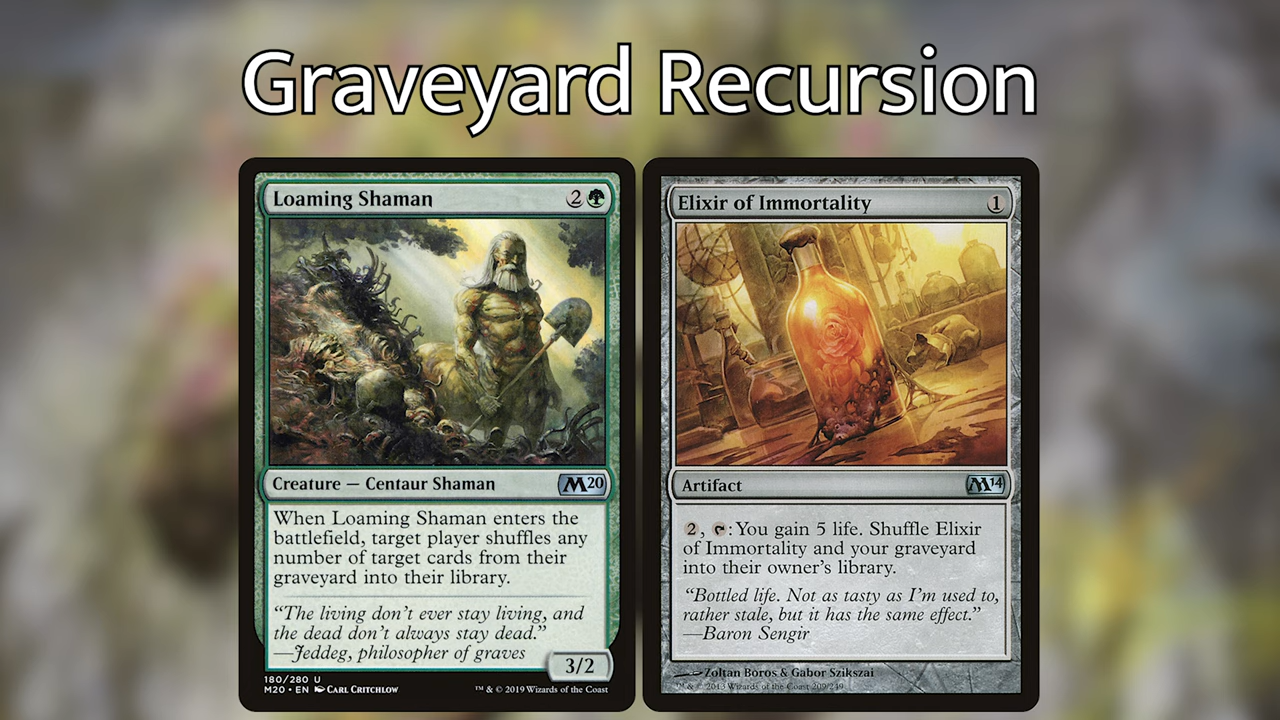 Graveyard Recursion
Loaming Shaman 2
Creature — Centaur Shaman M20
When Loaming Shaman enters the
battlefield, target player shuffles any
number of target cards from their
graveyard into their library.
“The living don’t ever stay living, and
the dead don’t always stay dead.”
—Jeddeg, philosopher of graves
3/2
180/280 U
M20 • EN Carl Critchlow
™ & © 2019 Wizards of the Coast
Elixir of Immortality 1
Artifact M14
2, : You gain 5 life. Shuffle Elixir
of Immortality and your graveyard
into their owner’s library.
“Bottled life. Not as tasty as I’m used to,
rather stale, but it has the same effect.”
—Baron Sengir
Zoltan Boros & Gabor Szikszai
™ & © 2013 Wizards of the Coast 209/249